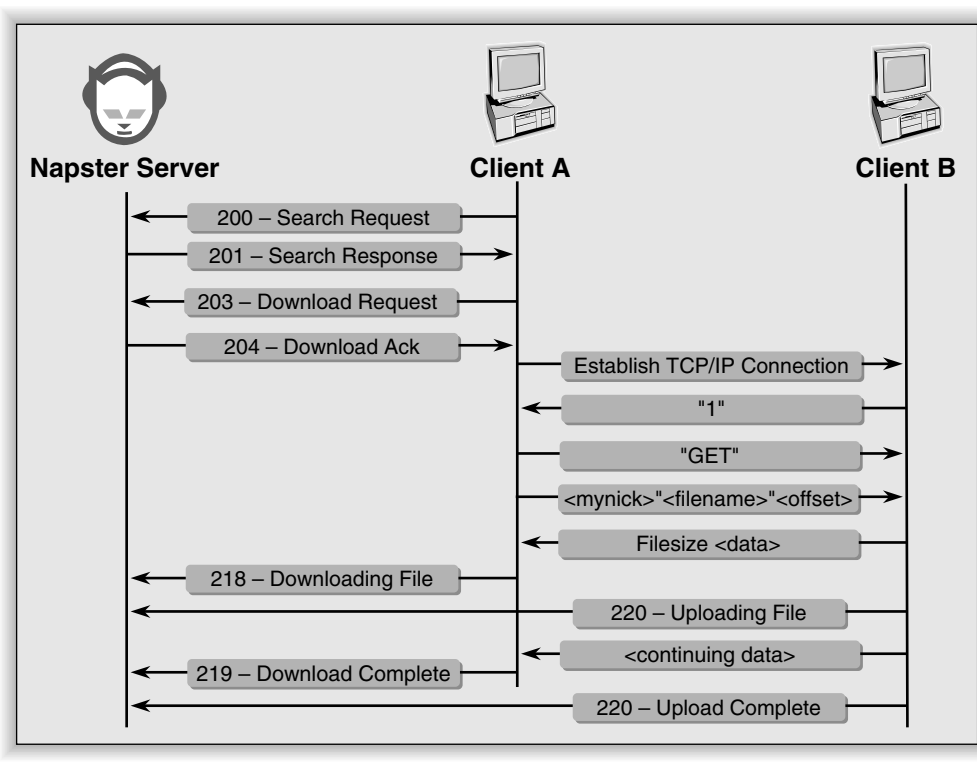 Napster Server
Client A
Client B
200 – Search Request
201 – Search Response
203 – Download Request
204 – Download Ack
Establish TCP/IP Connection
"1"
"GET"
<mynick>"<filename>"<offset>
Filesize <data>
218 – Downloading File
220 – Uploading File
<continuing data>
219 – Download Complete
220 – Upload Complete